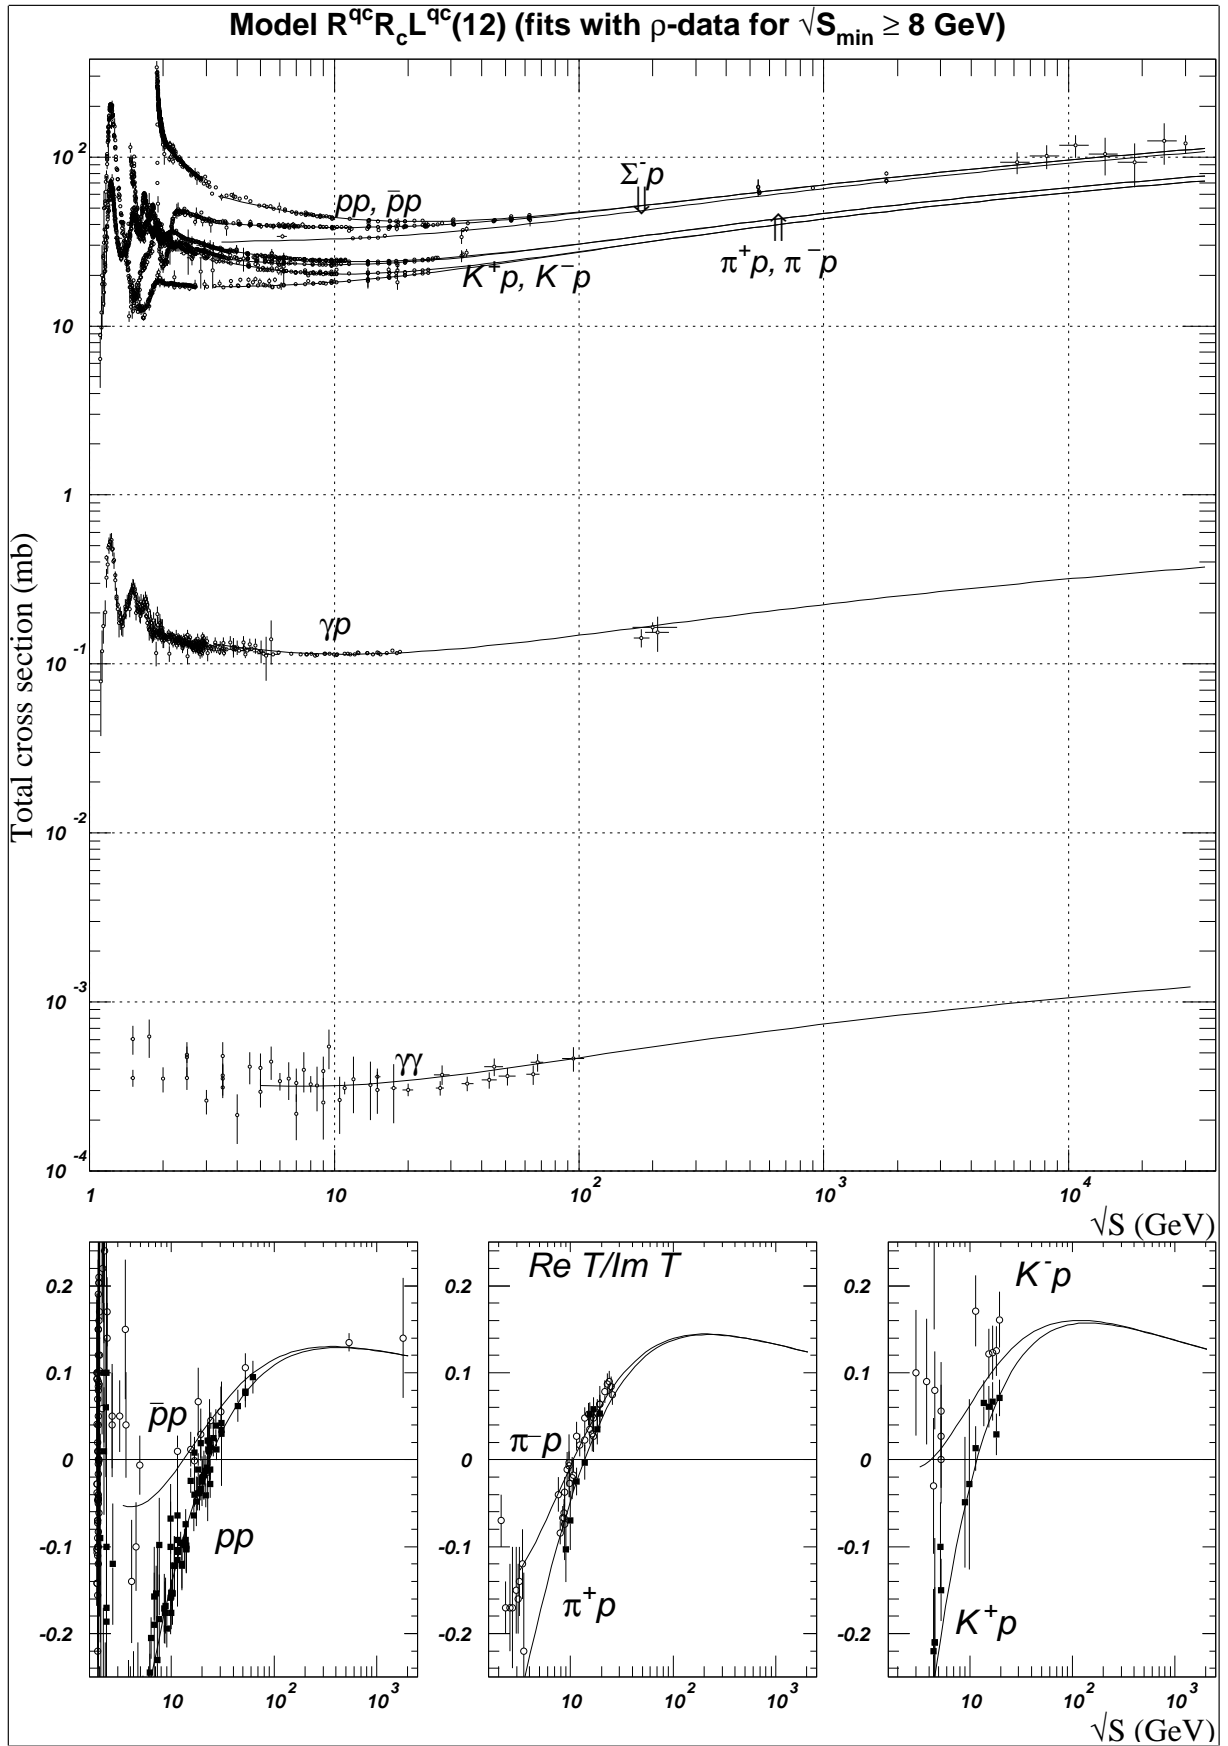 Model R^qc R_c L^qc(12) (fits with ρ-data for √S_min ≥ 8 GeV)
Total cross section (mb)
10^2
10
1
10^-1
10^-2
10^-3
10^-4
pp, p̄p
Σ^-p
⇓
⇑
K^+p, K^-p
π^+p, π^-p
γp
γγ
1 10 10^2 10^3 10^4
√S (GeV)
0.2
0.1
0
-0.1
-0.2
p̄p
pp
10 10^2 10^3
Re T/Im T
0.2
0.1
0
-0.1
-0.2
π^-p
π^+p
10 10^2 10^3
0.2
0.1
0
-0.1
-0.2
K^-p
K^+p
10 10^2 10^3
√S (GeV)